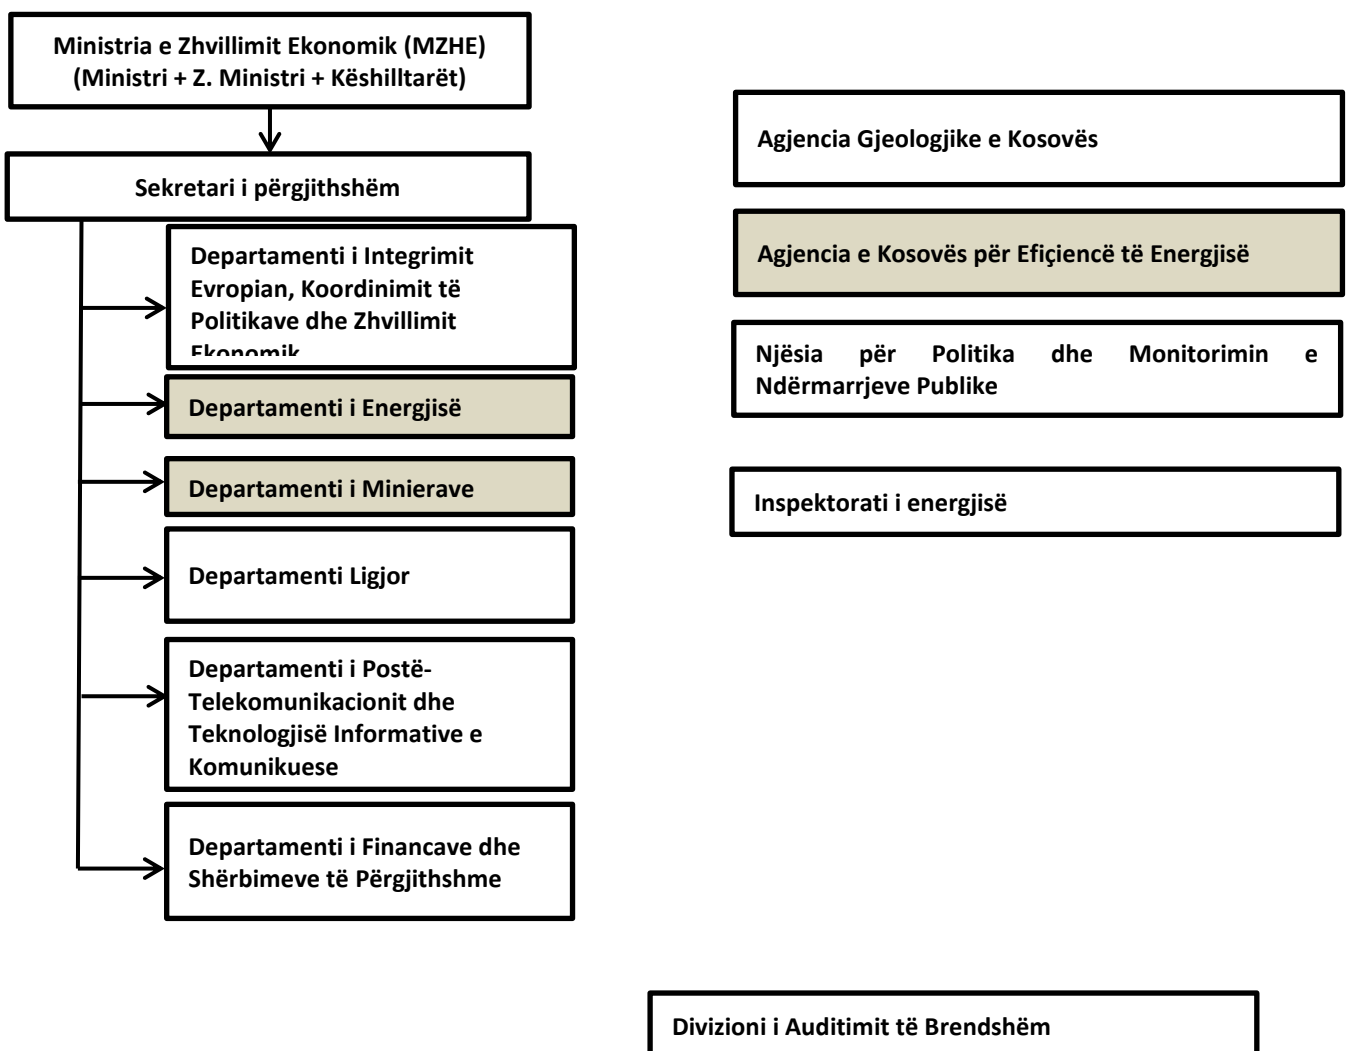 Ministria e Zhvillimit Ekonomik (MZHE)
(Ministri + Z. Ministri + Këshilltarët)
Sekretari i përgjithshëm
Departamenti i Integrimit
Evropian, Koordinimit të
Politikave dhe Zhvillimit
Ekonomik
Departamenti i Energjisë
Departamenti i Minierave
Departamenti Ligjor
Departamenti i Postë-
Telekomunikacionit dhe
Teknologjisë Informative e
Komunikuese
Departamenti i Financave dhe
Shërbimeve të Përgjithshme
Agjencia Gjeologjike e Kosovës
Agjencia e Kosovës për Efiçiencë të Energjisë
Njësia për Politika dhe Monitorimin e
Ndërmarrjeve Publike
Inspektorati i energjisë
Divizioni i Auditimit të Brendshëm